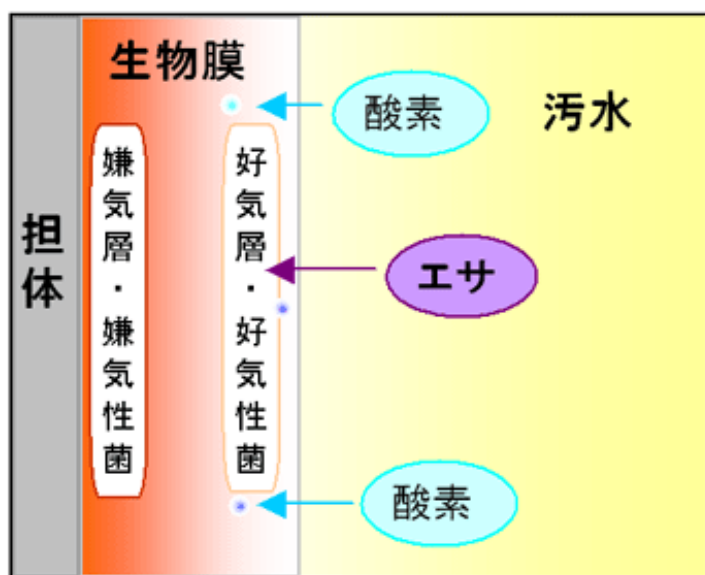 生物膜
酸素
汚水
担体
嫌気層・嫌気性菌
好気層・好気性菌
エサ
酸素